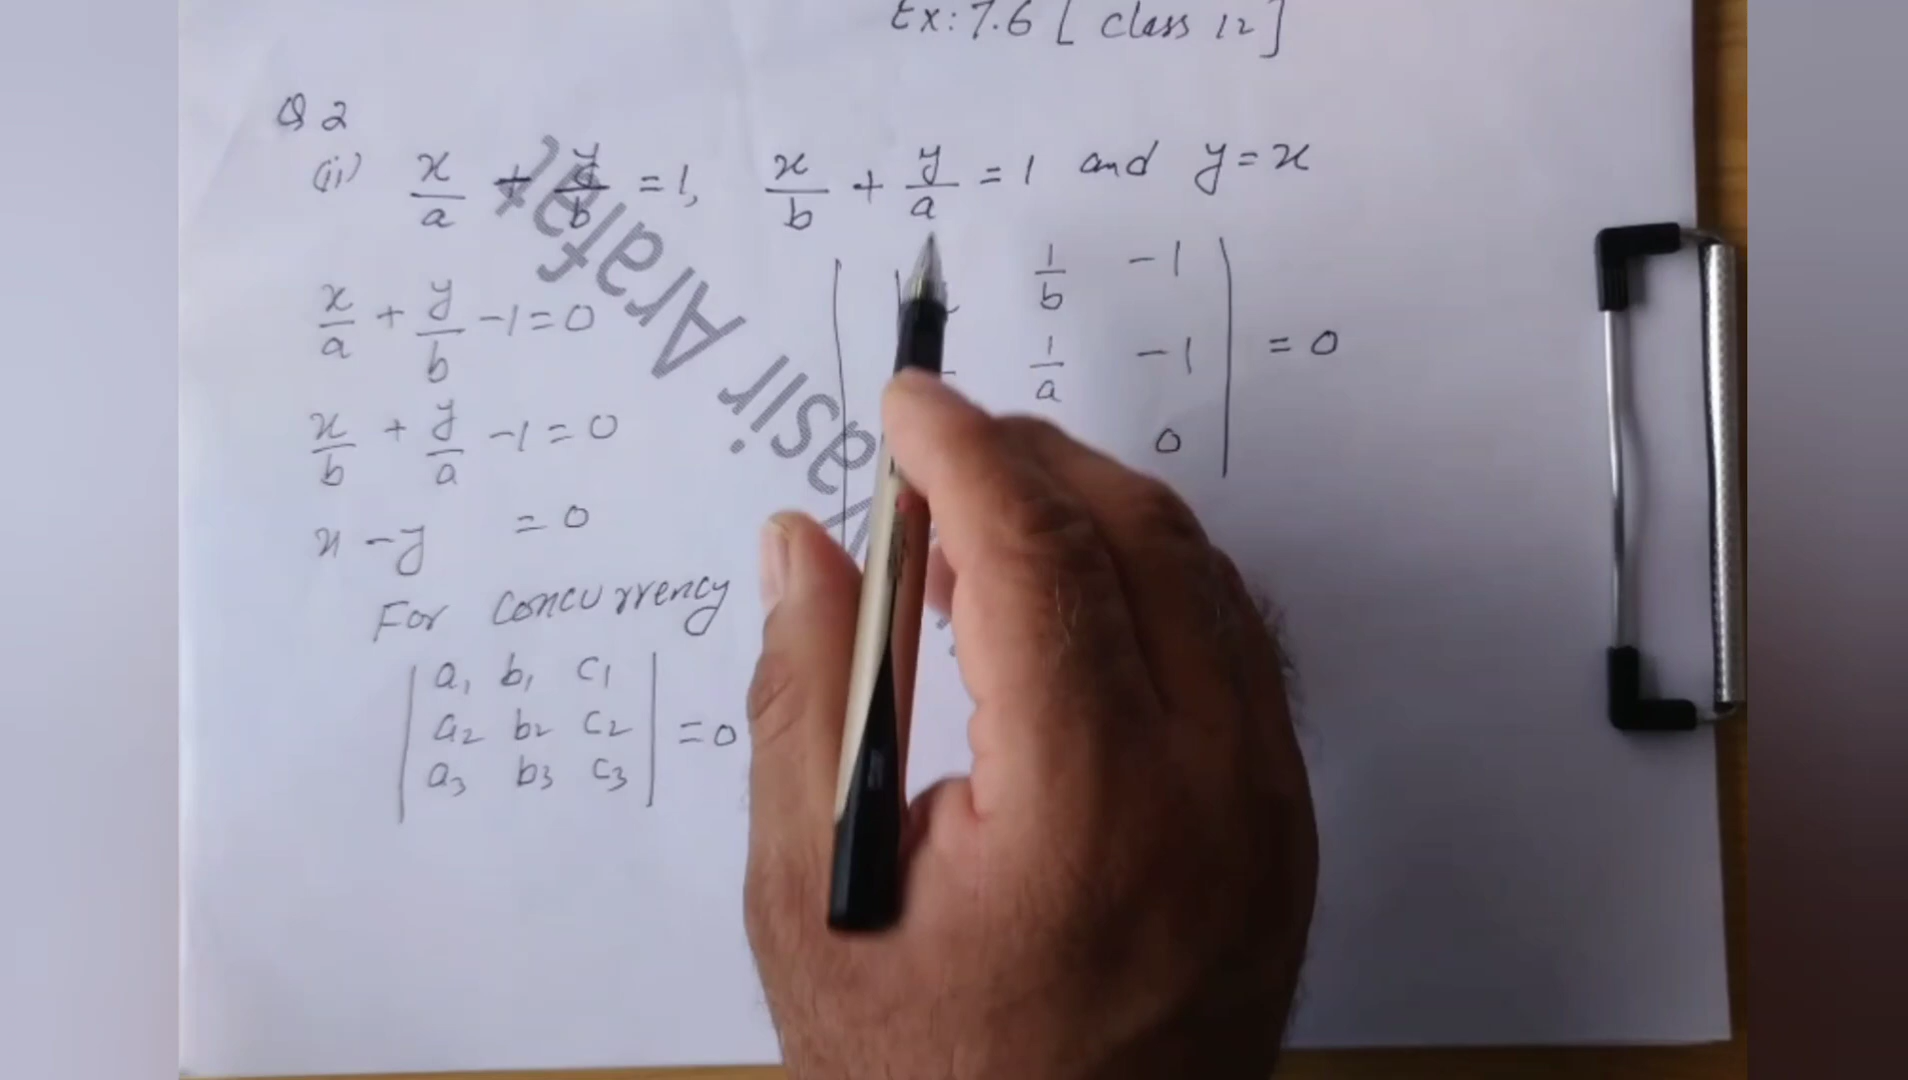 Ex: 7.6 [ Class 12 ]
Q 2
(ii) x/a + y/b = 1, x/b + y/a = 1 and y = x
x/a + y/b - 1 = 0
x/b + y/a - 1 = 0
x - y = 0
For concurrency
| a₁ b₁ c₁ |
| a₂ b₂ c₂ | = 0
| a₃ b₃ c₃ |
1/b -1
1/a -1 = 0
0
Yasir Arafat